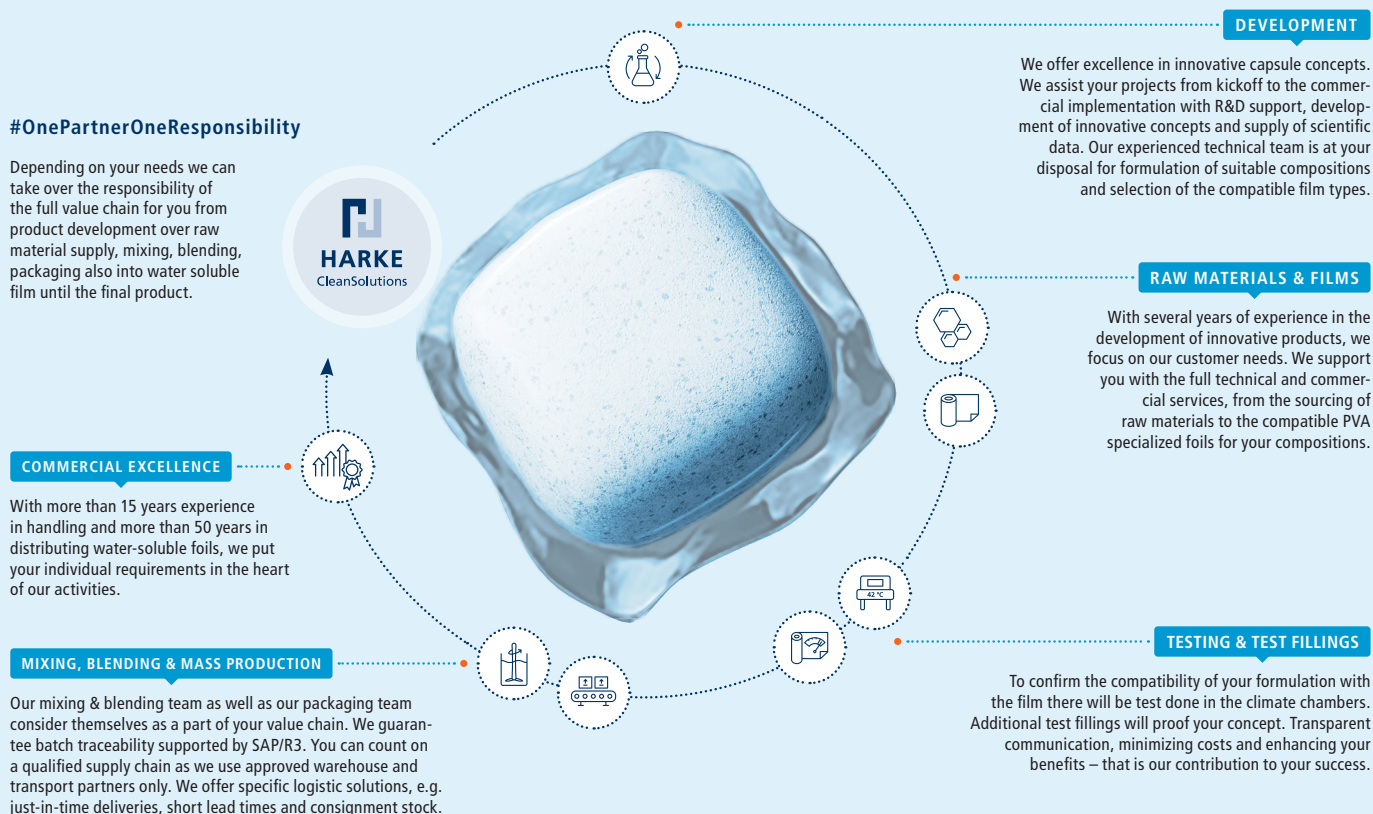 DEVELOPMENT
We offer excellence in innovative capsule concepts.
We assist your projects from kickoff to the commer-
cial implementation with R&D support, develop-
ment of innovative concepts and supply of scientific
data. Our experienced technical team is at your
disposal for formulation of suitable compositions
and selection of the compatible film types.
#OnePartnerOneResponsibility
Depending on your needs we can
take over the responsibility of
the full value chain for you from
product development over raw
material supply, mixing, blending,
packaging also into water soluble
film until the final product.
HARKE
CleanSolutions
RAW MATERIALS & FILMS
With several years of experience in the
development of innovative products, we
focus on our customer needs. We support
you with the full technical and commer-
cial services, from the sourcing of
raw materials to the compatible PVA
specialized foils for your compositions.
COMMERCIAL EXCELLENCE
With more than 15 years experience
in handling and more than 50 years in
distributing water-soluble foils, we put
your individual requirements in the heart
of our activities.
42 °C
TESTING & TEST FILLINGS
To confirm the compatibility of your formulation with
the film there will be test done in the climate chambers.
Additional test fillings will proof your concept. Transparent
communication, minimizing costs and enhancing your
benefits – that is our contribution to your success.
MIXING, BLENDING & MASS PRODUCTION
Our mixing & blending team as well as our packaging team
consider themselves as a part of your value chain. We guaran-
tee batch traceability supported by SAP/R3. You can count on
a qualified supply chain as we use approved warehouse and
transport partners only. We offer specific logistic solutions, e.g.
just-in-time deliveries, short lead times and consignment stock.